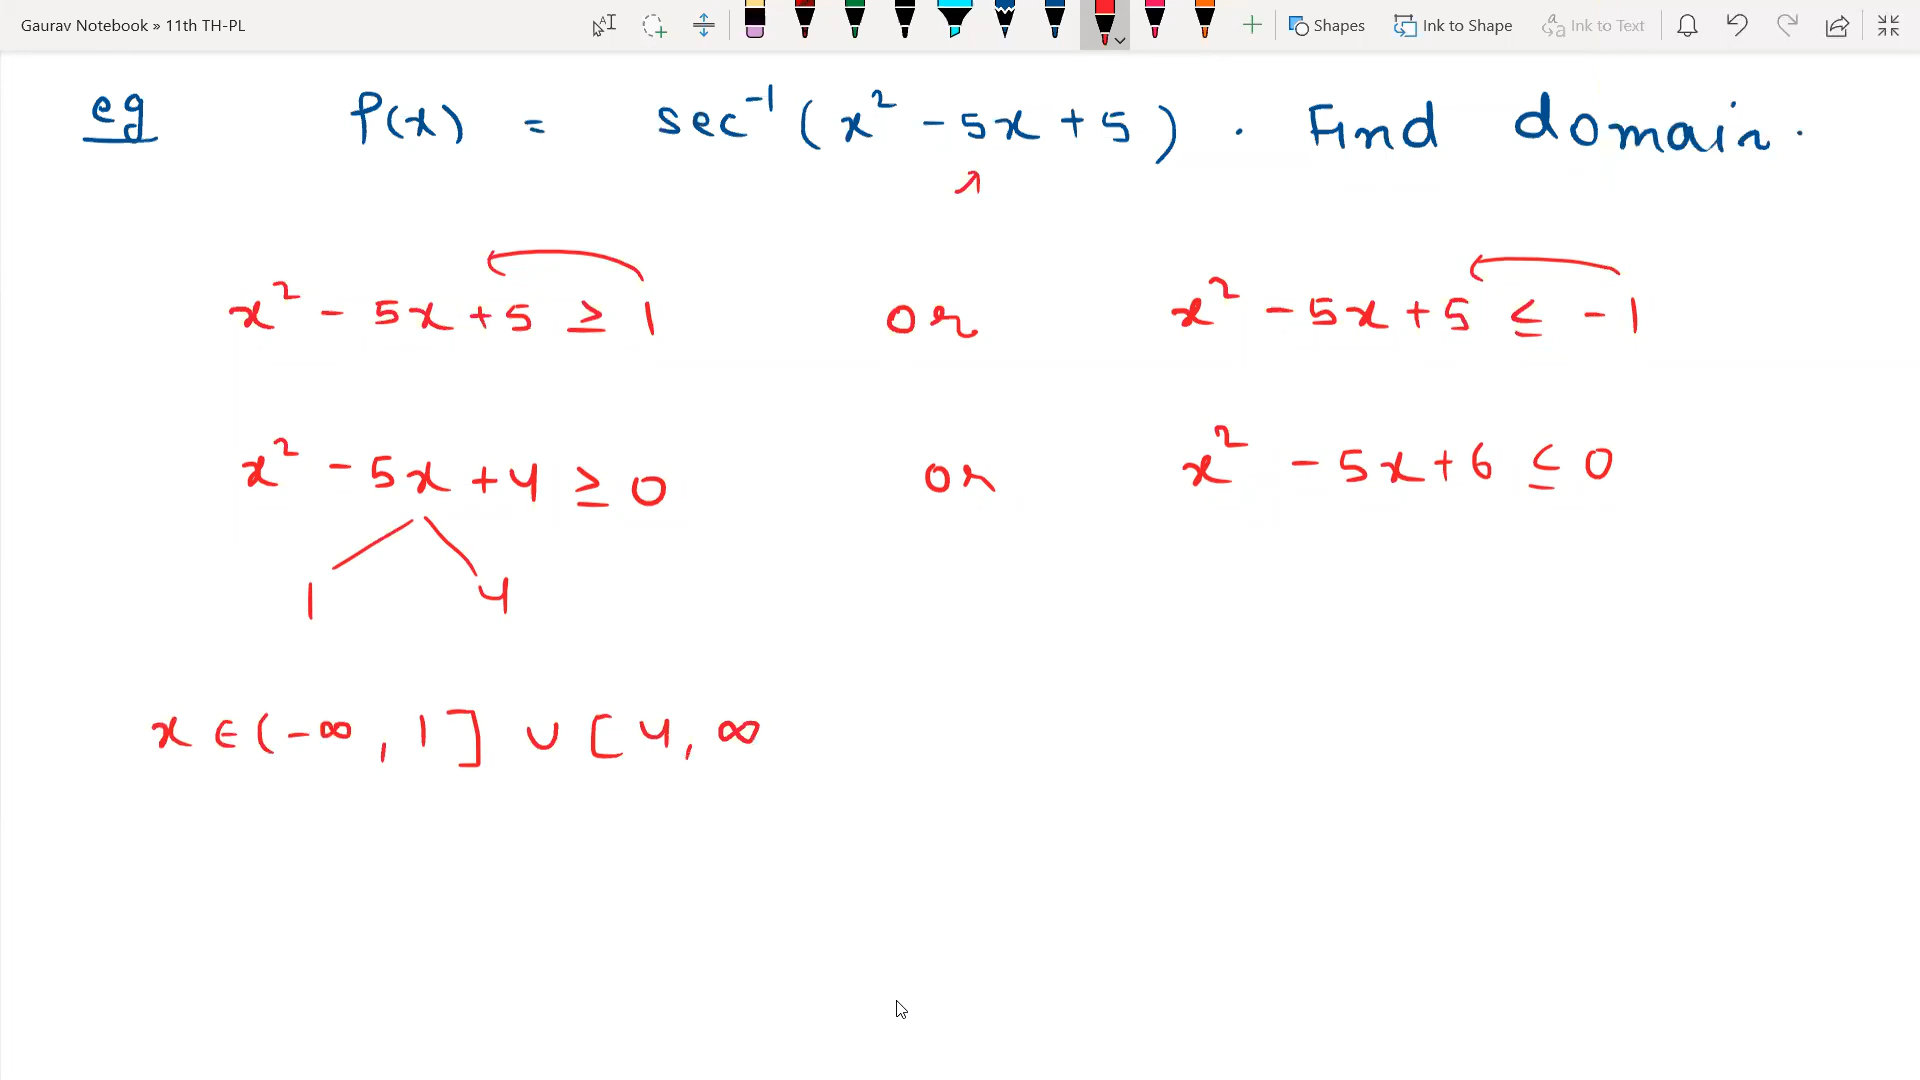 Gaurav Notebook » 11th TH-PL
Shapes Ink to Shape Ink to Text
eg f(x) = sec⁻¹(x² - 5x + 5). Find domain.
x² - 5x + 5 ≥ 1 or x² - 5x + 5 ≤ -1
x² - 5x + 4 ≥ 0 or x² - 5x + 6 ≤ 0
1 4
x ∈ (-∞, 1] ∪ [4, ∞